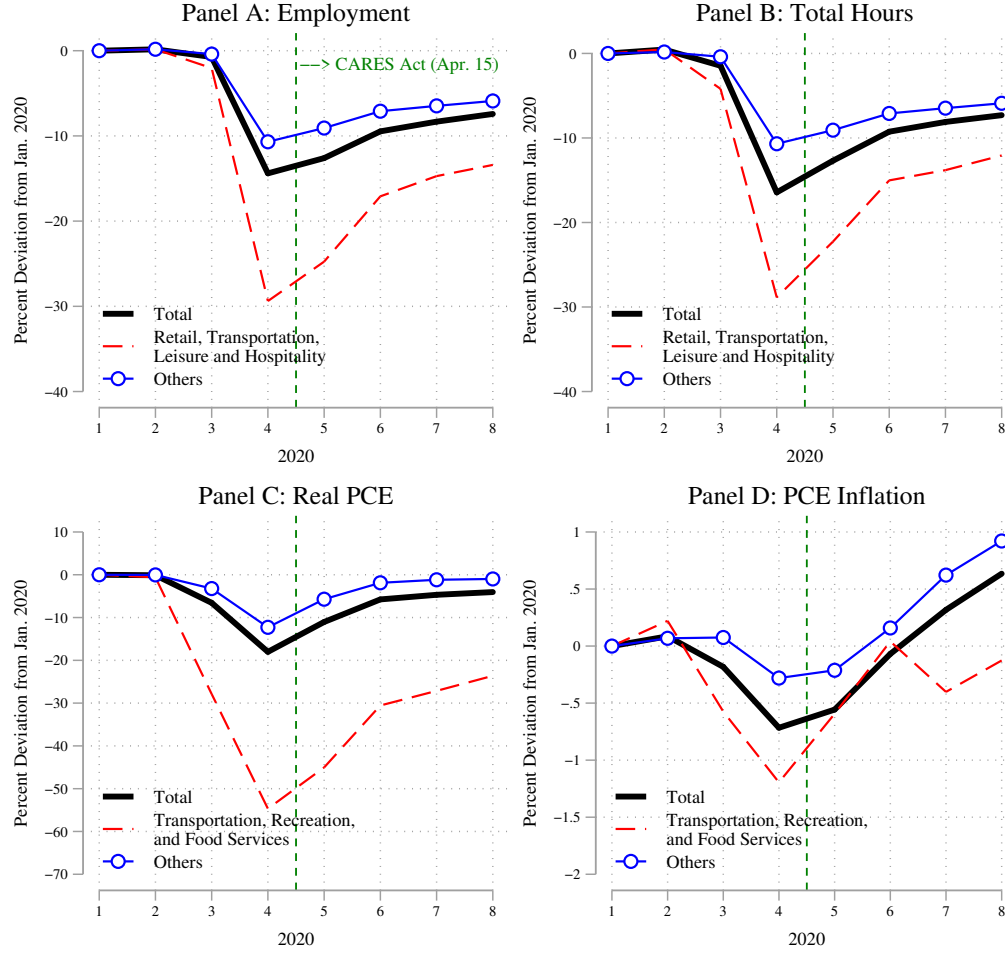 Panel A: Employment
Percent Deviation from Jan. 2020
0
−10
−20
−30
−40
−−> CARES Act (Apr. 15)
Total
Retail, Transportation,
Leisure and Hospitality
Others
1 2 3 4 5 6 7 8
2020
Panel B: Total Hours
Percent Deviation from Jan. 2020
0
−10
−20
−30
−40
Total
Retail, Transportation,
Leisure and Hospitality
Others
1 2 3 4 5 6 7 8
2020
Panel C: Real PCE
Percent Deviation from Jan. 2020
10
0
−10
−20
−30
−40
−50
−60
−70
Total
Transportation, Recreation,
and Food Services
Others
1 2 3 4 5 6 7 8
2020
Panel D: PCE Inflation
Percent Deviation from Jan. 2020
1
.5
0
−.5
−1
−1.5
−2
Total
Transportation, Recreation,
and Food Services
Others
1 2 3 4 5 6 7 8
2020